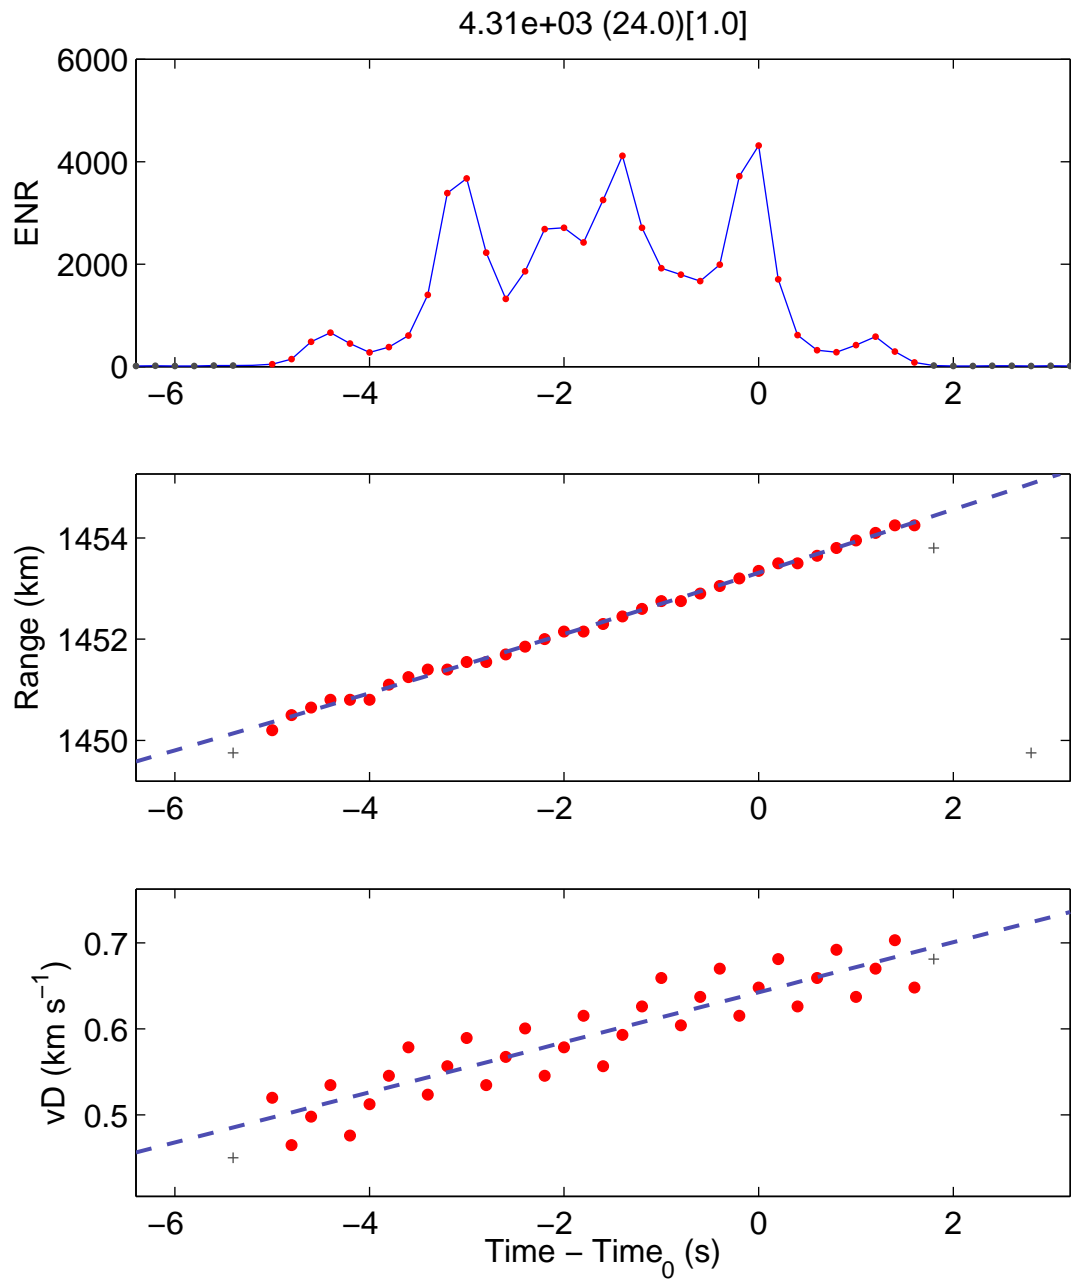 4.31e+03 (24.0)[1.0]
6000
4000
2000
0
ENR
−6 −4 −2 0 2
1454
1452
1450
Range (km)
−6 −4 −2 0 2
0.7
0.6
0.5
vD (km s−1)
−6 −4 −2 0 2
Time − Time0 (s)